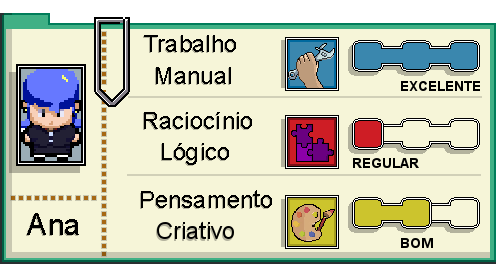 Trabalho
Manual
EXCELENTE
Raciocínio
Lógico
REGULAR
Pensamento
Criativo
BOM
Ana